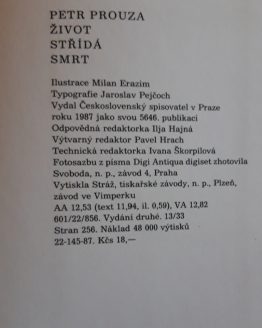 PETR PROUZA
ŽIVOT
STŘÍDÁ
SMRT
Ilustrace Milan Erazim
Typografie Jaroslav Pejčoch
Vydal Československý spisovatel v Praze
roku 1987 jako svou 5646. publikaci
Odpovědná redaktorka Ilja Hajná
Výtvarný redaktor Pavel Hrach
Technická redaktorka Ivana Škorpilová
Fotosazbu z písma Digi Antiqua digiset zhotovila
Svoboda, n. p., závod 4, Praha
Vytiskla Stráž, tiskařské závody, n. p., Plzeň,
závod ve Vimperku
AA 12,53 (text 11,94, il. 0,59), VA 12,82
601/22/856. Vydání druhé. 13/33
Stran 256. Náklad 48 000 výtisků
22-145-87. Kčs 18,—